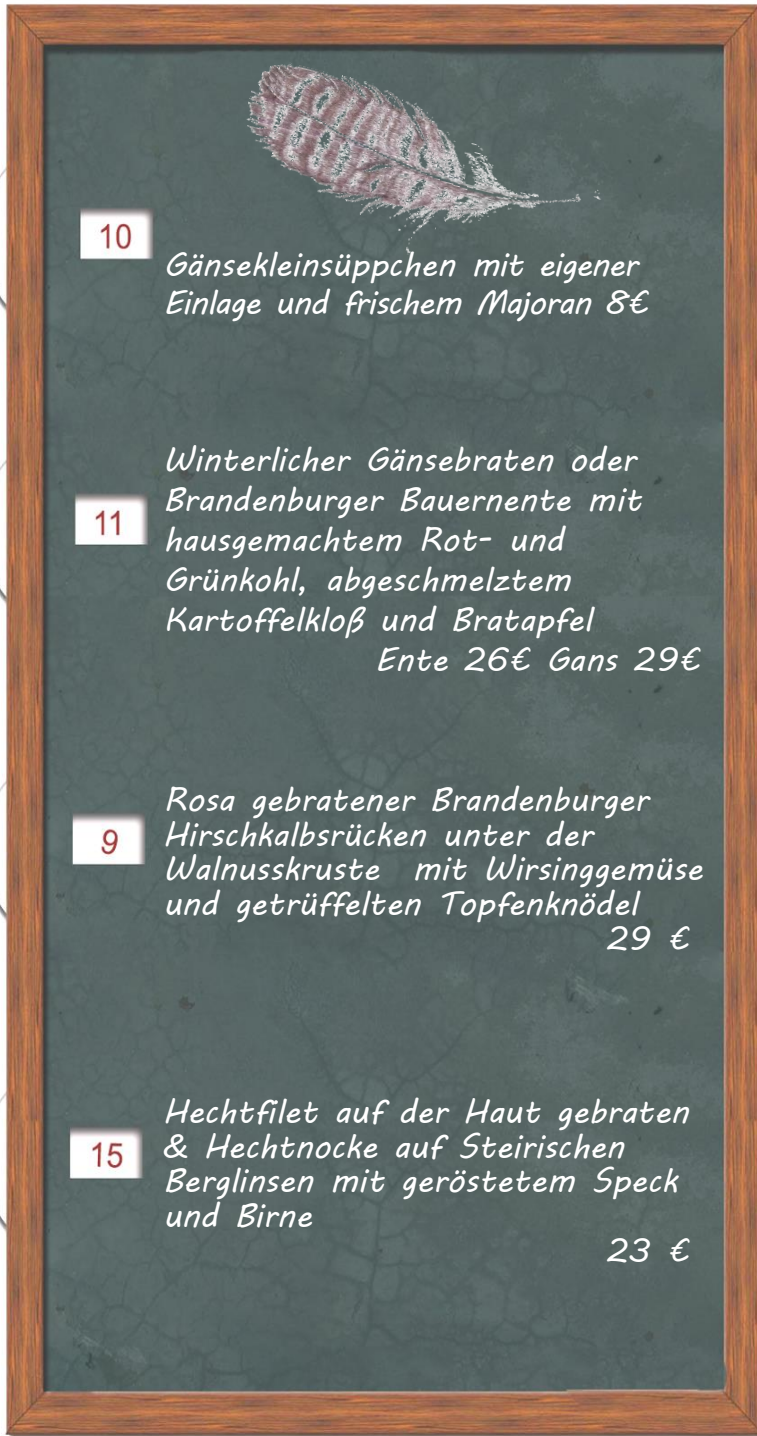 10
Gänsekleinsüppchen mit eigener
Einlage und frischem Majoran 8€
11
Winterlicher Gänsebraten oder
Brandenburger Bauernente mit
hausgemachtem Rot- und
Grünkohl, abgeschmelztem
Kartoffelkloß und Bratapfel
Ente 26€ Gans 29€
9
Rosa gebratener Brandenburger
Hirschkalbsrücken unter der
Walnusskruste mit Wirsinggemüse
und getrüffelten Topfenknödel
29 €
15
Hechtfilet auf der Haut gebraten
& Hechtnocke auf Steirischen
Berglinsen mit geröstetem Speck
und Birne
23 €